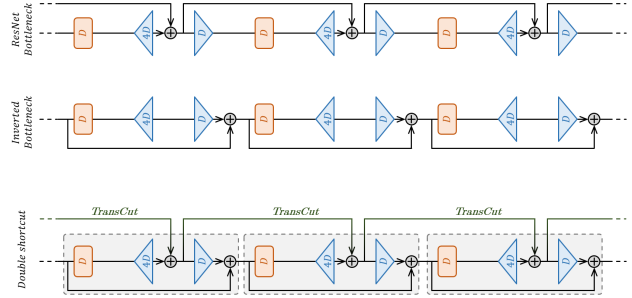 ResNet
Bottleneck
D 4D D D 4D D D 4D D
Inverted
Bottleneck
D 4D D D 4D D D 4D D
Double shortcut
TransCut TransCut TransCut
D 4D D D 4D D D 4D D